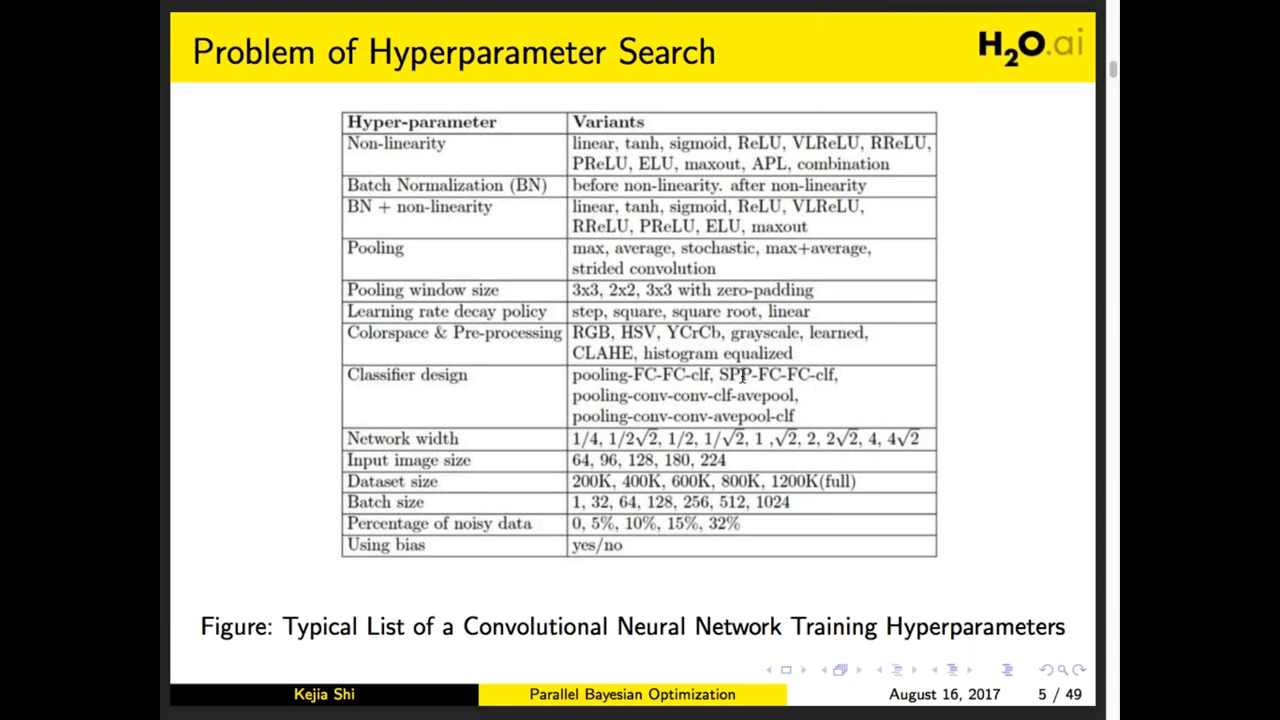 Problem of Hyperparameter Search
H2O.ai
Hyper-parameter Variants
Non-linearity linear, tanh, sigmoid, ReLU, VLReLU, RReLU,
PReLU, ELU, maxout, APL, combination
Batch Normalization (BN) before non-linearity. after non-linearity
BN + non-linearity linear, tanh, sigmoid, ReLU, VLReLU,
RReLU, PReLU, ELU, maxout
Pooling max, average, stochastic, max+average,
strided convolution
Pooling window size 3x3, 2x2, 3x3 with zero-padding
Learning rate decay policy step, square, square root, linear
Colorspace & Pre-processing RGB, HSV, YCrCb, grayscale, learned,
CLAHE, histogram equalized
Classifier design pooling-FC-FC-clf, SPP-FC-FC-clf,
pooling-conv-conv-clf-avepool,
pooling-conv-conv-avepool-clf
Network width 1/4, 1/2√2, 1/2, 1/√2, 1 ,√2, 2, 2√2, 4, 4√2
Input image size 64, 96, 128, 180, 224
Dataset size 200K, 400K, 600K, 800K, 1200K(full)
Batch size 1, 32, 64, 128, 256, 512, 1024
Percentage of noisy data 0, 5%, 10%, 15%, 32%
Using bias yes/no
Figure: Typical List of a Convolutional Neural Network Training Hyperparameters
Kejia Shi Parallel Bayesian Optimization August 16, 2017 5 / 49